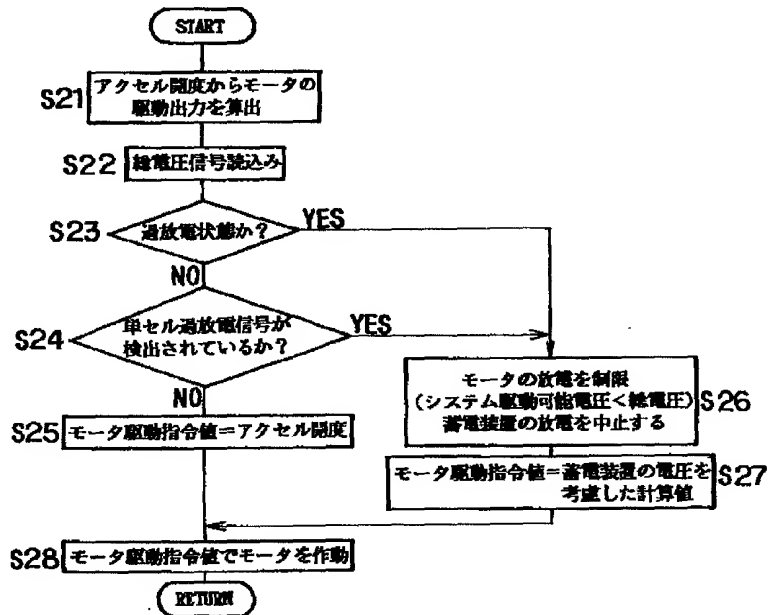 START
S21
アクセル開度からモータの
駆動出力を算出
S22
総電圧信号読込み
S23
過放電状態か?
YES
NO
S24
単セル過放電信号が
検出されているか?
YES
NO
S25
モータ駆動指令値=アクセル開度
モータの放電を制限
(システム駆動可能電圧<総電圧)
蓄電装置の放電を中止する
S26
モータ駆動指令値=蓄電装置の電圧を
考慮した計算値
S27
S28
モータ駆動指令値でモータを作動
RETURN